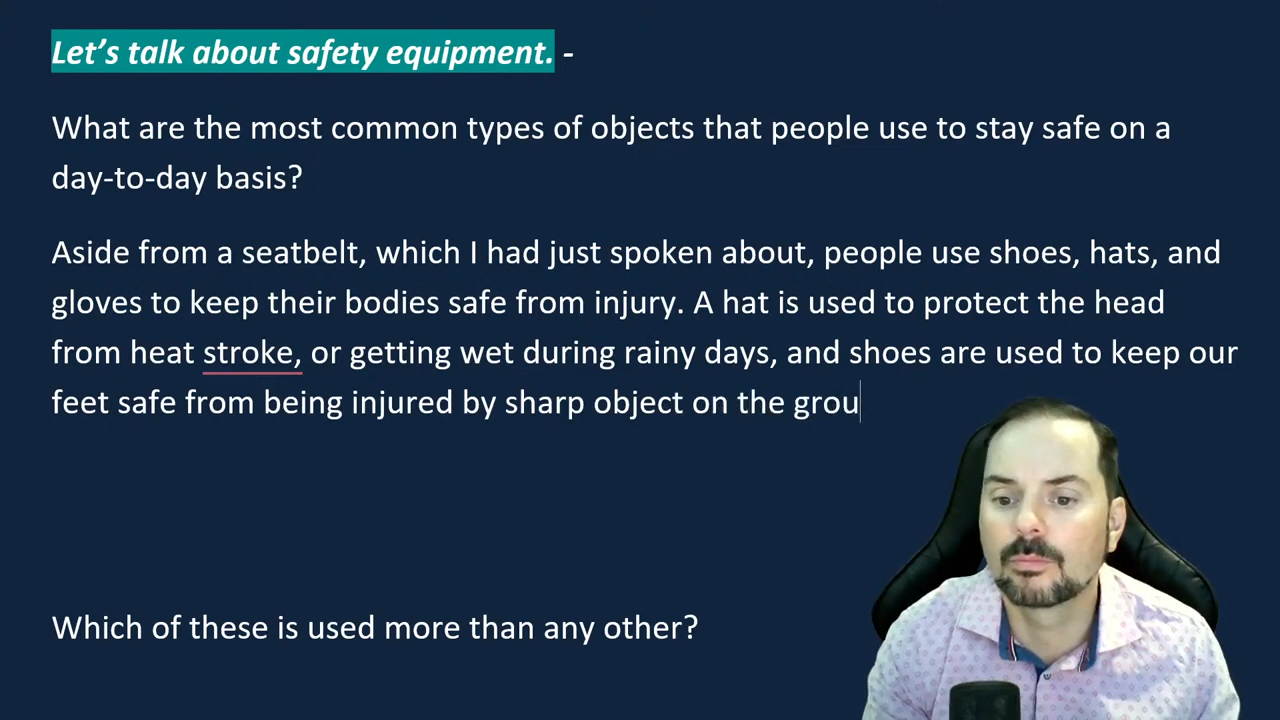 Let’s talk about safety equipment. -
What are the most common types of objects that people use to stay safe on a
day-to-day basis?
Aside from a seatbelt, which I had just spoken about, people use shoes, hats, and
gloves to keep their bodies safe from injury. A hat is used to protect the head
from heat stroke, or getting wet during rainy days, and shoes are used to keep our
feet safe from being injured by sharp object on the grou
Which of these is used more than any other?